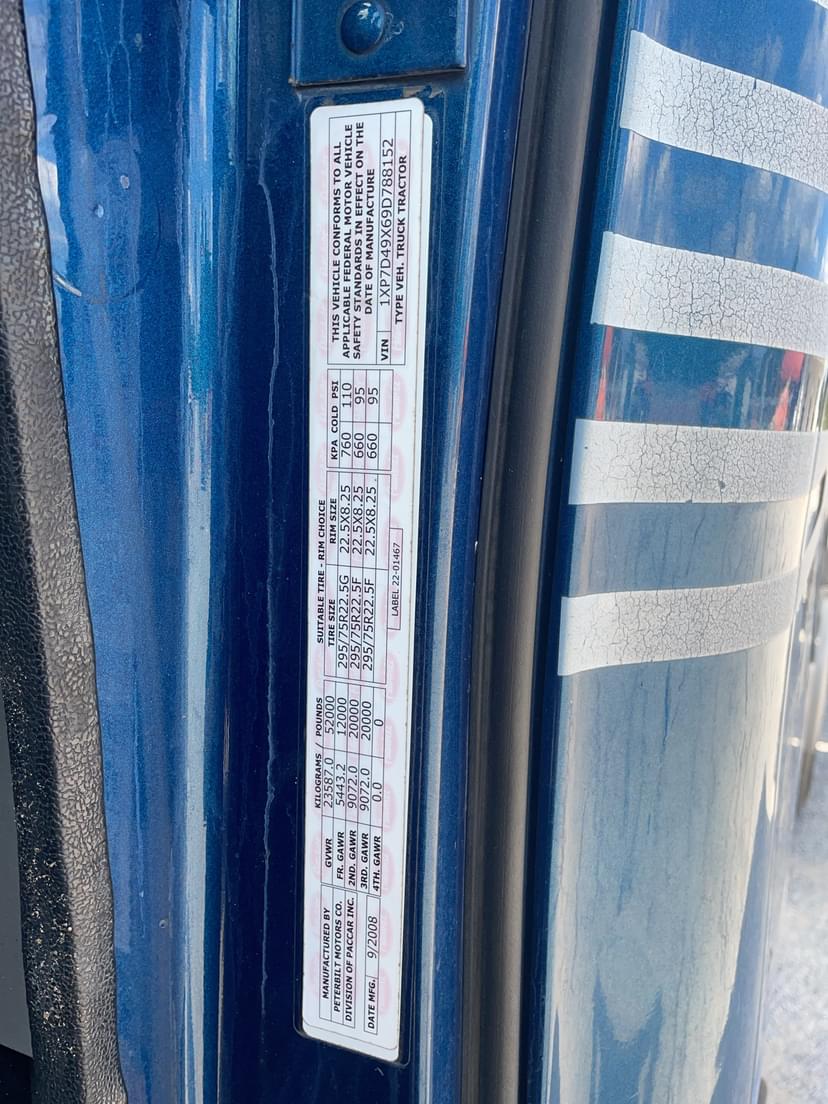 MANUFACTURED BY
PETERBILT MOTORS CO.
DIVISION OF PACCAR INC.
DATE MFG. 9/2008
KILOGRAMS / POUNDS
GVWR 23587.0 52000
FR. GAWR 5443.2 12000
2ND. GAWR 9072.0 20000
3RD. GAWR 9072.0 20000
4TH. GAWR 0.0 0
SUITABLE TIRE - RIM CHOICE
TIRE SIZE RIM SIZE KPA COLD PSI
295/75R22.5G 22.5X8.25 760 110
295/75R22.5F 22.5X8.25 660 95
295/75R22.5F 22.5X8.25 660 95
LABEL 22-01467
THIS VEHICLE CONFORMS TO ALL
APPLICABLE FEDERAL MOTOR VEHICLE
SAFETY STANDARDS IN EFFECT ON THE
DATE OF MANUFACTURE
VIN 1XP7D49X69D788152
TYPE VEH. TRUCK TRACTOR